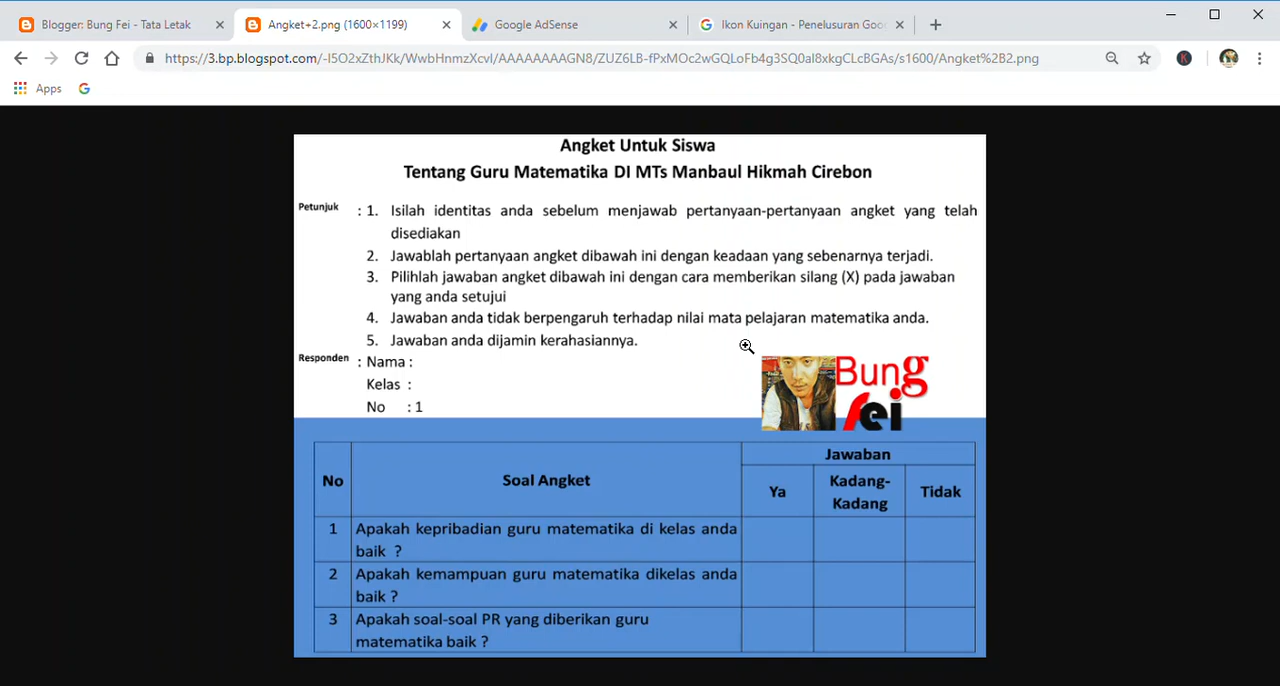 Blogger: Bung Fei - Tata Letak
Angket+2.png (1600×1199)
Google AdSense
Ikon Kuingan - Penelusuran Goo
https://3.bp.blogspot.com/-I5O2xZthJKk/WwbHnmzXcvI/AAAAAAAAGN8/ZUZ6LB-fPxMOc2wGQLoFb4g3SQ0al8xkgCLcBGAs/s1600/Angket%2B2.png
K
Apps
Angket Untuk Siswa
Tentang Guru Matematika DI MTs Manbaul Hikmah Cirebon
Petunjuk : 1. Isilah identitas anda sebelum menjawab pertanyaan-pertanyaan angket yang telah
disediakan
2. Jawablah pertanyaan angket dibawah ini dengan keadaan yang sebenarnya terjadi.
3. Pilihlah jawaban angket dibawah ini dengan cara memberikan silang (X) pada jawaban
yang anda setujui
4. Jawaban anda tidak berpengaruh terhadap nilai mata pelajaran matematika anda.
5. Jawaban anda dijamin kerahasiannya.
Responden : Nama :
Kelas :
No : 1
Bung
fei
Jawaban
No Soal Angket Ya Kadang- Tidak
Kadang
1 Apakah kepribadian guru matematika di kelas anda
baik ?
2 Apakah kemampuan guru matematika dikelas anda
baik ?
3 Apakah soal-soal PR yang diberikan guru
matematika baik ?